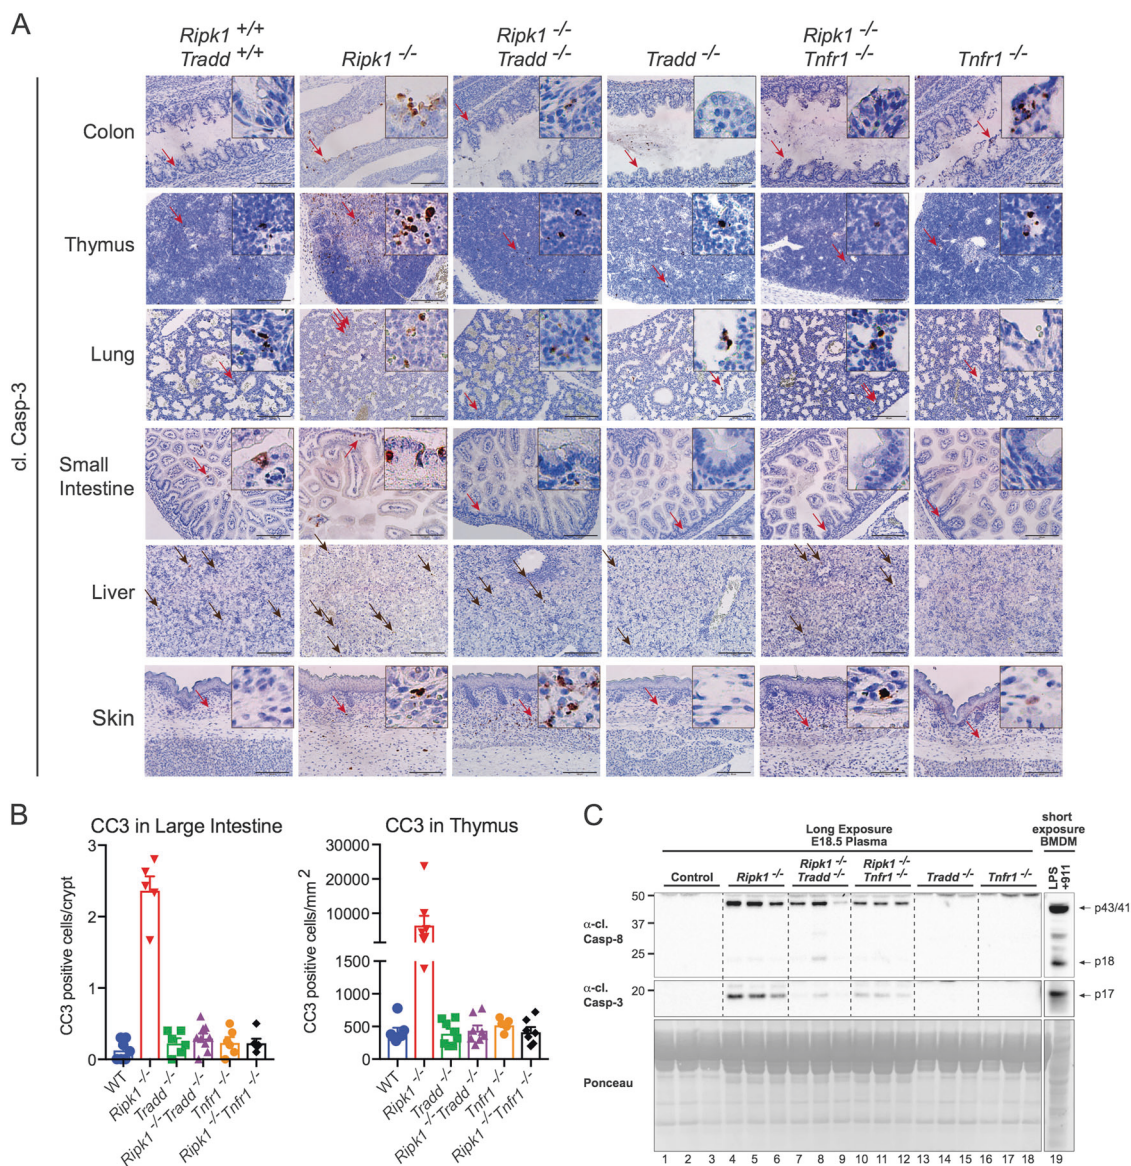 A
Ripk1 +/+
Tradd +/+
Ripk1 -/-
Ripk1 -/-
Tradd -/-
Tradd -/-
Ripk1 -/-
Tnfr1 -/-
Tnfr1 -/-
cl. Casp-3
Colon
Thymus
Lung
Small
Intestine
Liver
Skin
B
CC3 in Large Intestine
CC3 positive cells/crypt
3
2
1
0
WT
Ripk1 -/-
Tradd -/-
Ripk1 -/- Tradd -/-
Tnfr1 -/-
Ripk1 -/- Tnfr1 -/-
CC3 in Thymus
CC3 positive cells/mm2
30000
20000
10000
1500
1000
500
0
WT
Ripk1 -/-
Tradd -/-
Ripk1 -/- Tradd -/-
Tnfr1 -/-
Ripk1 -/- Tnfr1 -/-
C
Long Exposure
E18.5 Plasma
short
exposure
BMDM
Control
Ripk1 -/-
Ripk1 -/-
Tradd -/-
Ripk1 -/-
Tnfr1 -/-
Tradd -/-
Tnfr1 -/-
LPS
+911
α-cl.
Casp-8
50
37
25
p43/41
p18
α-cl.
Casp-3
20
p17
Ponceau
1 2 3 4 5 6 7 8 9 10 11 12 13 14 15 16 17 18 19